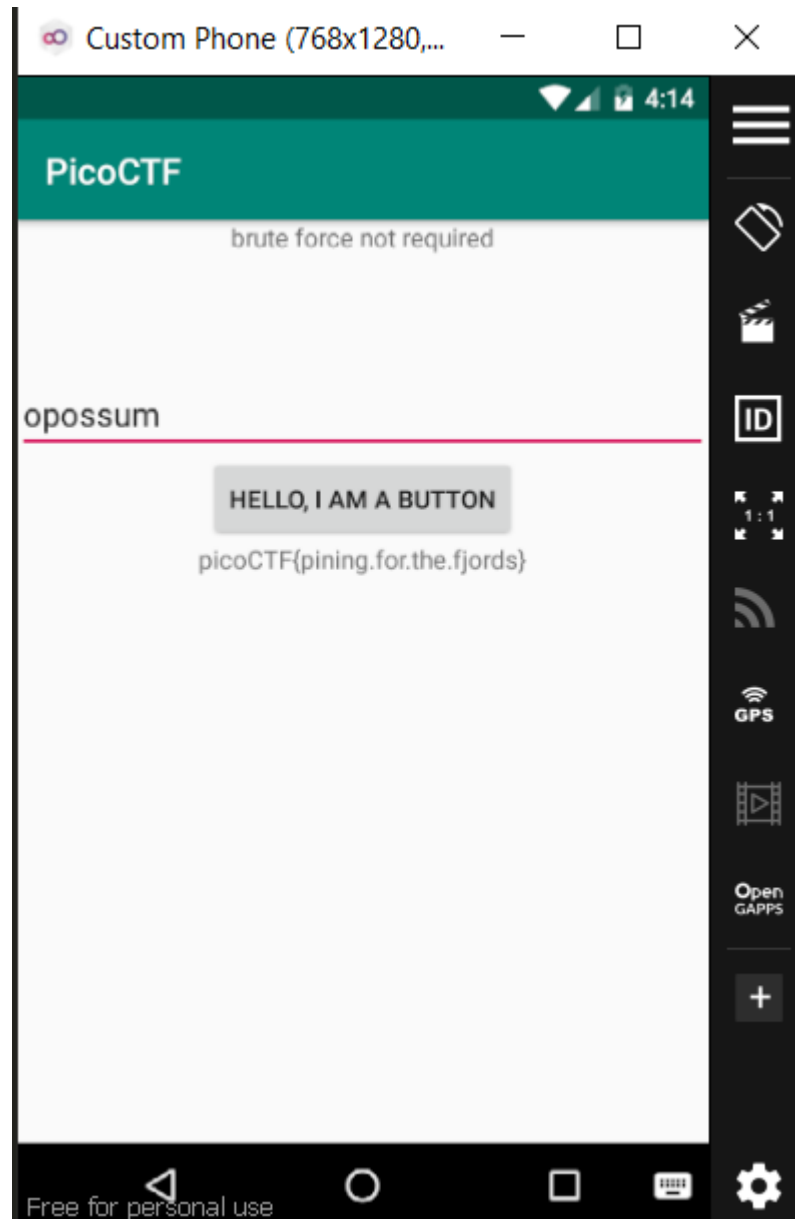 Custom Phone (768x1280,...
4:14
PicoCTF
brute force not required
opossum
HELLO, I AM A BUTTON
picoCTF{pining.for.the.fjords}
ID
1:1
GPS
Open
GAPPS
Free for personal use